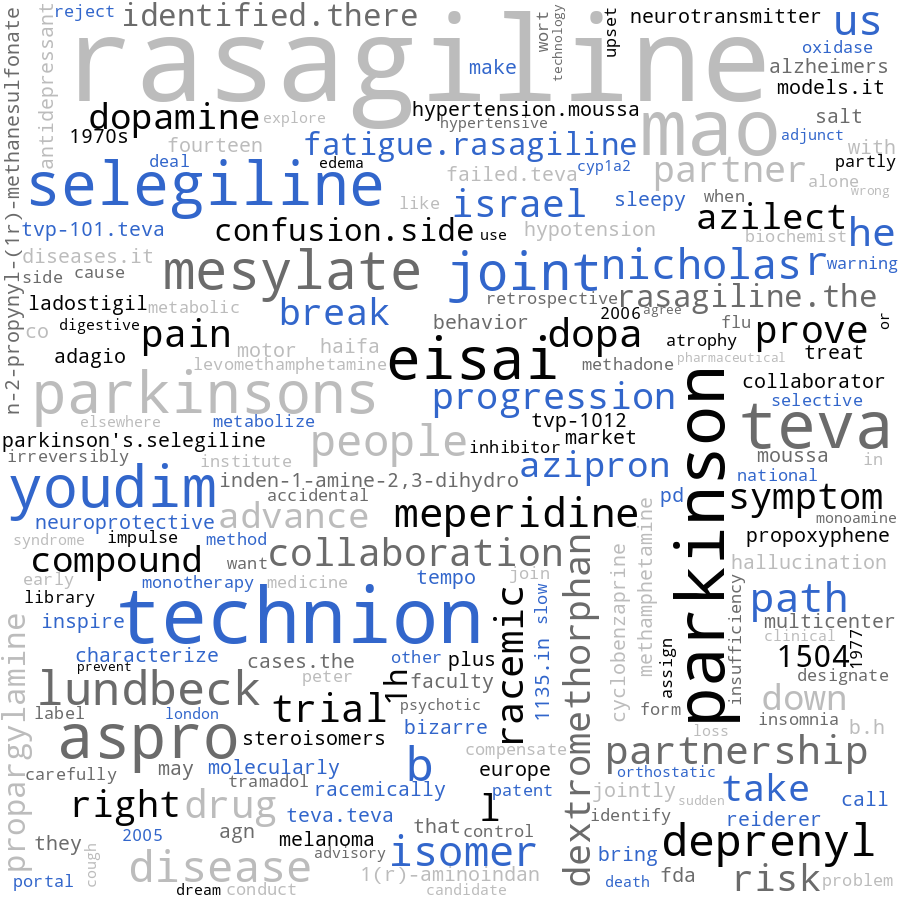 reject
identified.there
wort
technology
upset
neurotransmitter
us
rasagiline
antidepressant
n-2-propynyl-(1r)-methanesulfonate
make
oxidase
alzheimers
models.it
dopamine
explore
hypertension.moussa
hypertensive
mao
salt
1970s
fourteen
fatigue.rasagiline
adjunct
with
deal
edema
failed.teva
cyp1a2
partner
partly
alone
wrong
selegiline
like
israel
sleepy
when
azilect
he
tvp-101.teva
confusion.side
use
hypotension
biochemist
diseases.it
side
cause
mesylate
joint
nicholas
r
warning
ladostigil
metabolic
break
retrospective
rasagiline.the
co
digestive
pain
behavior
2006
agree
flu
prove
or
dopa
adagio
motor
haifa
eisai
atrophy
treat
levomethamphetamine
methadone
pharmaceutical
parkinsons
progression
parkinson
collaborator
selective
elsewhere
metabolize
tvp-1012
teva
parkinson's.selegiline
people
inhibitor
market
irreversibly
institute
azipron
moussa
in
youdim
inden-1-amine-2,3-dihydro
national
accidental
pd
symptom
neuroprotective
advance
meperidine
monoamine
syndrome
impulse
method
propoxyphene
compound
want
collaboration
hallucination
early
monotherapy
medicine
tempo
join
library
technion
racemic
slow
1135.in
dextromethorphan
cyclobenzaprine
methamphetamine
insufficiency
path
inspire
multicenter
clinical
characterize
prevent
cases.the
other
plus
assign
1504
1977
propargylamine
lundbeck
peter
1h
faculty
designate
label
london
trial
psychotic
form
down
insomnia
loss
b.h
aspro
steroisomers
bizarre
compensate
partnership
carefully
may
molecularly
tramadol
b
europe
orthostatic
racemically
patent
jointly
sudden
take
call
right
drug
teva.teva
l
identify
reiderer
they
2005
agn
melanoma
that
control
deprenyl
cough
advisory
isomer
bring
portal
disease
1(r)-aminoindan
death
fda
risk
problem
dream
conduct
candidate